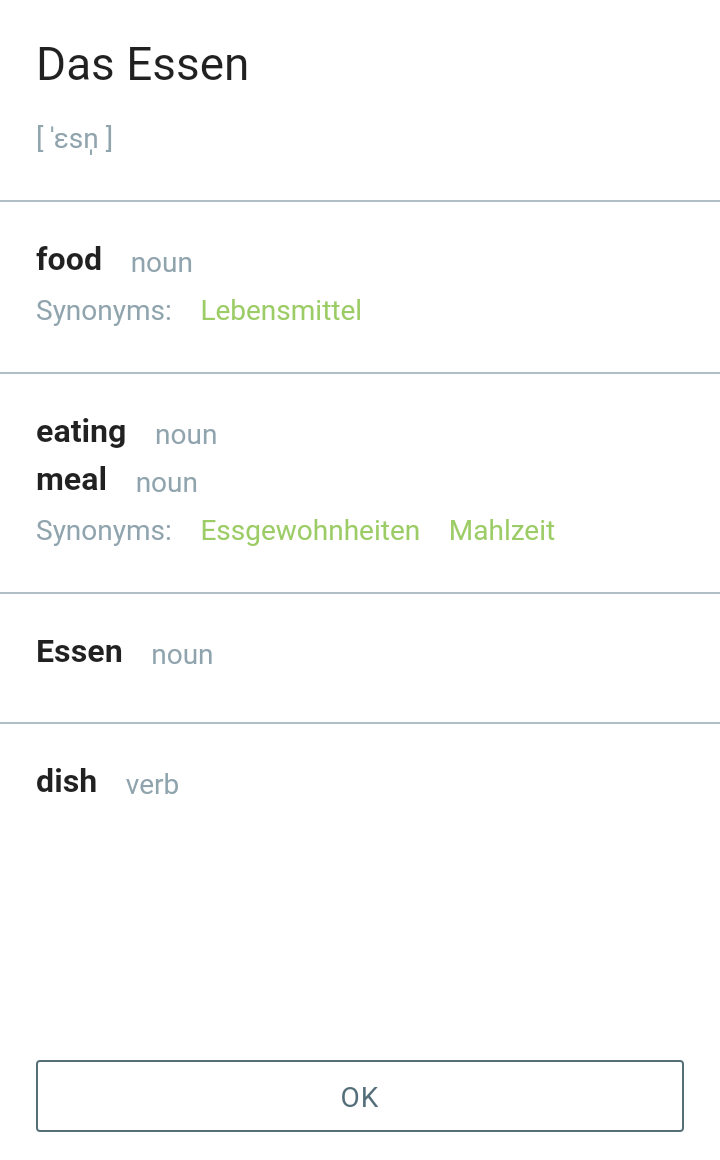 Das Essen
[ ˈɛsn̩ ]
food noun
Synonyms: Lebensmittel
eating noun
meal noun
Synonyms: Essgewohnheiten Mahlzeit
Essen noun
dish verb
OK